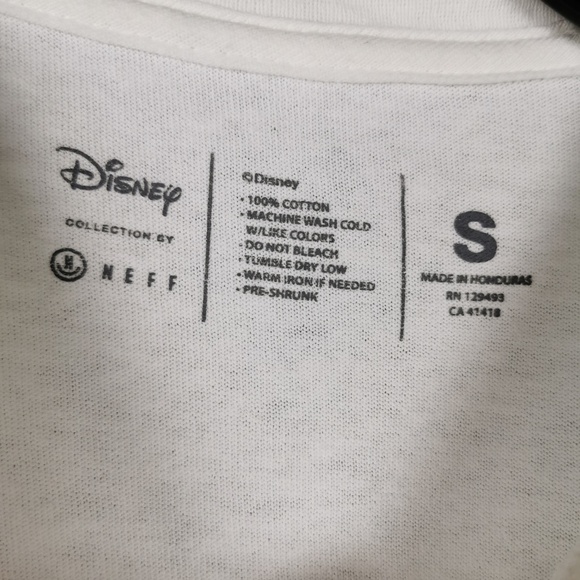 Disney
COLLECTION BY
NEFF
©Disney
• 100% COTTON
• MACHINE WASH COLD
W/LIKE COLORS
• DO NOT BLEACH
• TUMBLE DRY LOW
• WARM IRON IF NEEDED
• PRE-SHRUNK
S
MADE IN HONDURAS
RN 129493
CA 41418